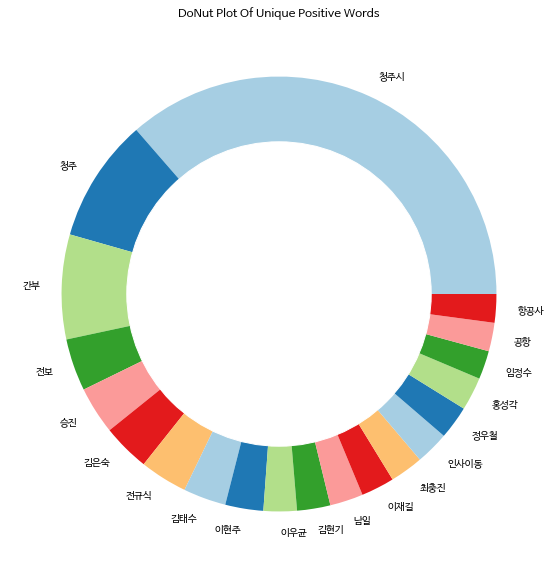 DoNut Plot Of Unique Positive Words
청주시
청주
간부
전보
승진
김은숙
전규식
김태수
이현주
이우균
김현기
남일
이재길
최충진
인사이동
정우철
홍성각
임정수
공항
항공사